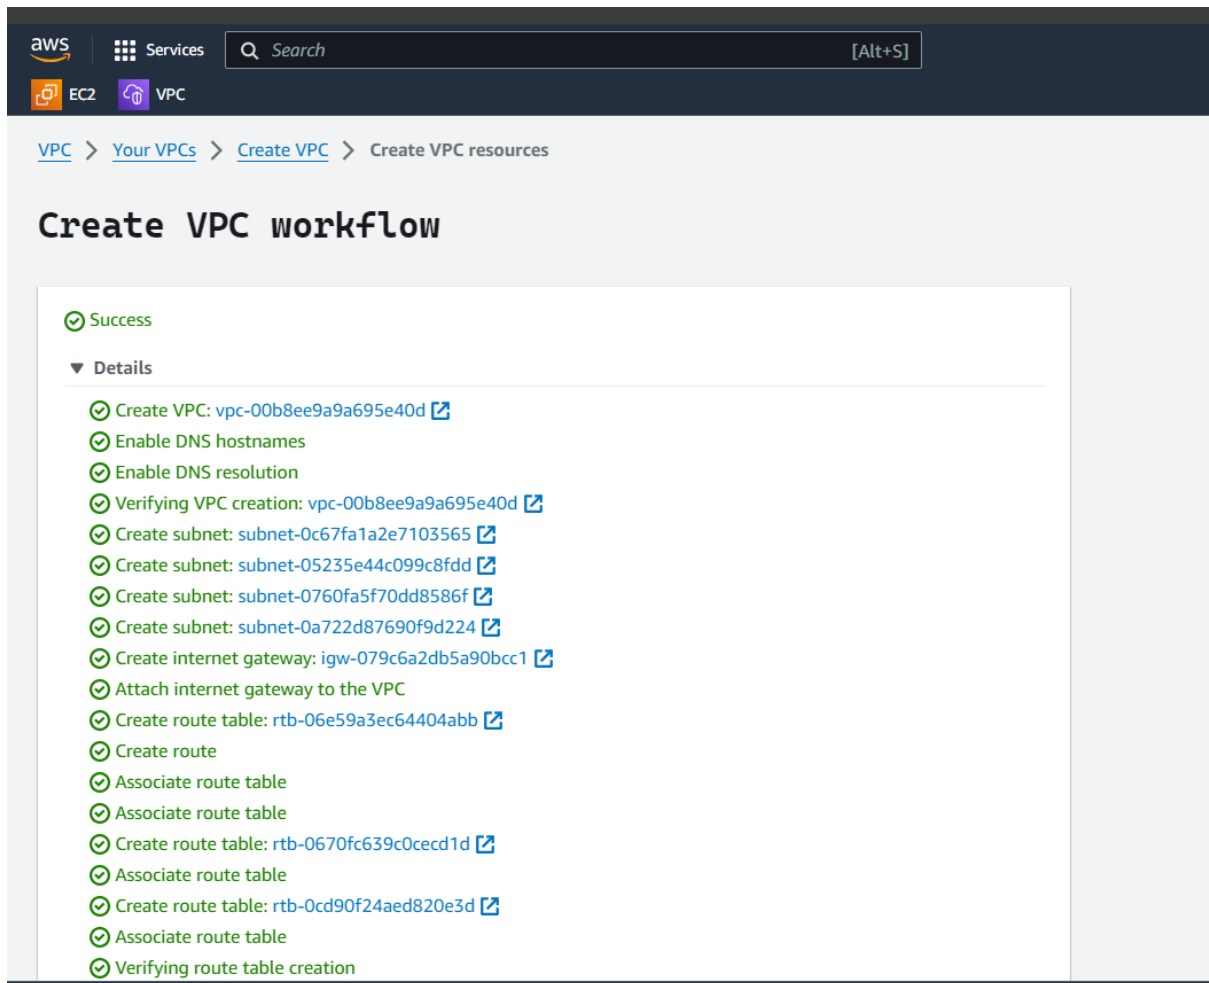 aws
Services
Search [Alt+S]
EC2 VPC
VPC > Your VPCs > Create VPC > Create VPC resources
Create VPC workflow
Success
Details
Create VPC: vpc-00b8ee9a9a695e40d
Enable DNS hostnames
Enable DNS resolution
Verifying VPC creation: vpc-00b8ee9a9a695e40d
Create subnet: subnet-0c67fa1a2e7103565
Create subnet: subnet-05235e44c099c8fdd
Create subnet: subnet-0760fa5f70dd8586f
Create subnet: subnet-0a722d87690f9d224
Create internet gateway: igw-079c6a2db5a90bcc1
Attach internet gateway to the VPC
Create route table: rtb-06e59a3ec64404abb
Create route
Associate route table
Associate route table
Create route table: rtb-0670fc639c0cecd1d
Associate route table
Create route table: rtb-0cd90f24aed820e3d
Associate route table
Verifying route table creation